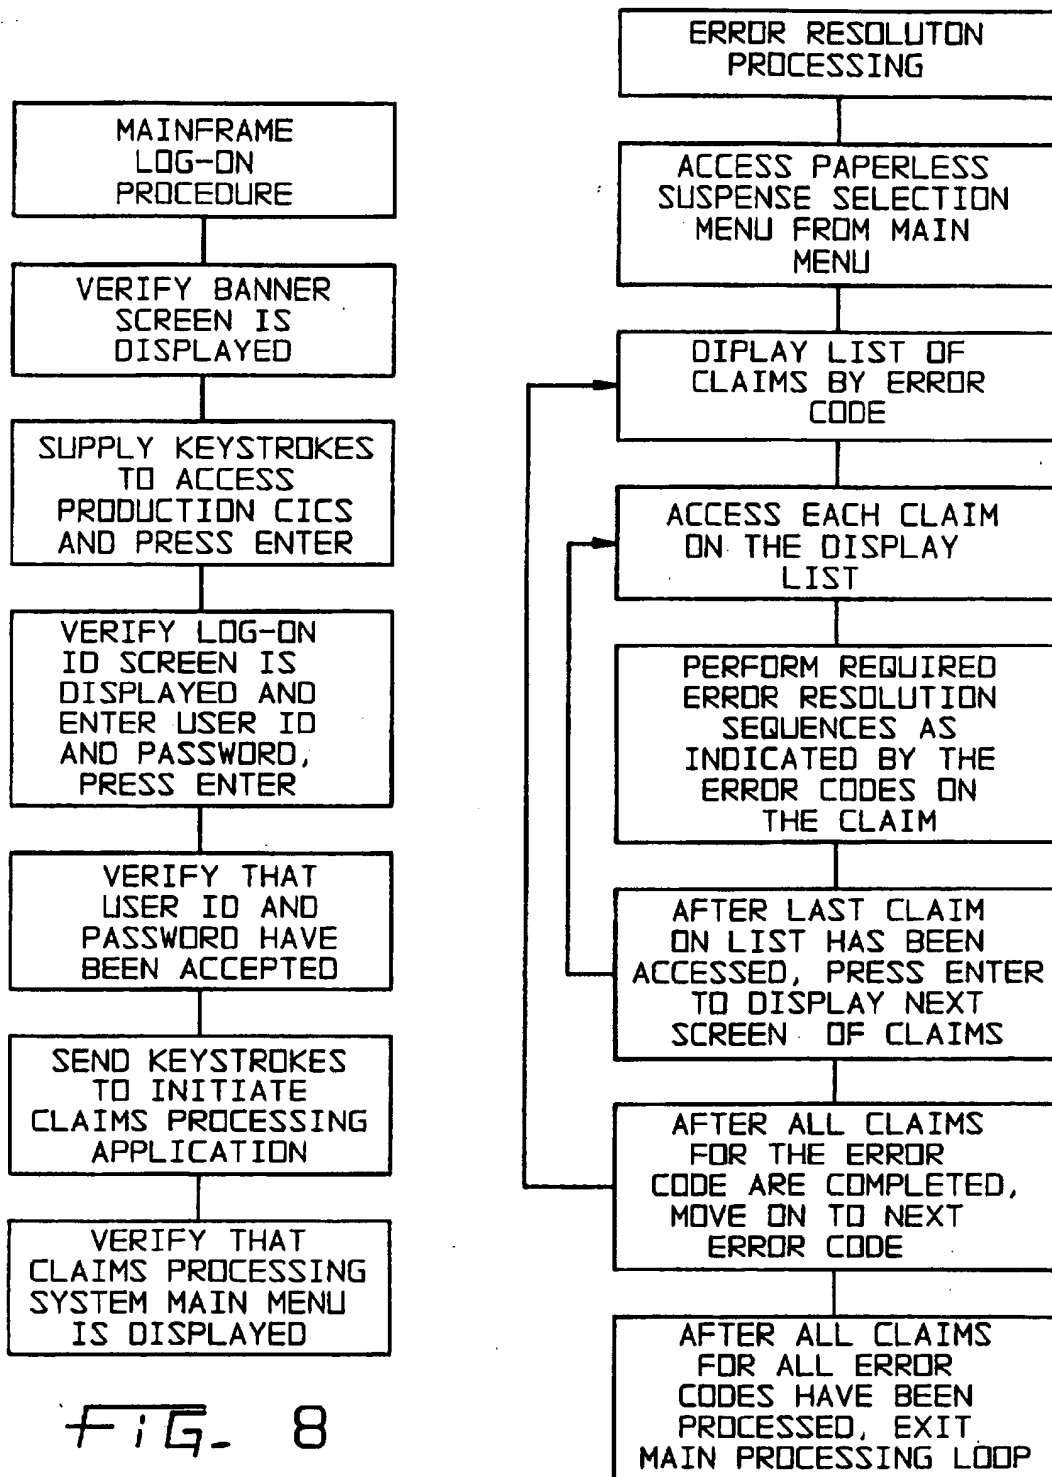 MAINFRAME
LOG-ON
PROCEDURE
VERIFY BANNER
SCREEN IS
DISPLAYED
SUPPLY KEYSTROKES
TO ACCESS
PRODUCTION CICS
AND PRESS ENTER
VERIFY LOG-ON
ID SCREEN IS
DISPLAYED AND
ENTER USER ID
AND PASSWORD,
PRESS ENTER
VERIFY THAT
USER ID AND
PASSWORD HAVE
BEEN ACCEPTED
SEND KEYSTROKES
TO INITIATE
CLAIMS PROCESSING
APPLICATION
VERIFY THAT
CLAIMS PROCESSING
SYSTEM MAIN MENU
IS DISPLAYED
FIG. 8
ERROR RESOLUTON
PROCESSING
ACCESS PAPERLESS
SUSPENSE SELECTION
MENU FROM MAIN
MENU
DIPLAY LIST OF
CLAIMS BY ERROR
CODE
ACCESS EACH CLAIM
ON THE DISPLAY
LIST
PERFORM REQUIRED
ERROR RESOLUTION
SEQUENCES AS
INDICATED BY THE
ERROR CODES ON
THE CLAIM
AFTER LAST CLAIM
ON LIST HAS BEEN
ACCESSED, PRESS ENTER
TO DISPLAY NEXT
SCREEN OF CLAIMS
AFTER ALL CLAIMS
FOR THE ERROR
CODE ARE COMPLETED,
MOVE ON TO NEXT
ERROR CODE
AFTER ALL CLAIMS
FOR ALL ERROR
CODES HAVE BEEN
PROCESSED, EXIT
MAIN PROCESSING LOOP